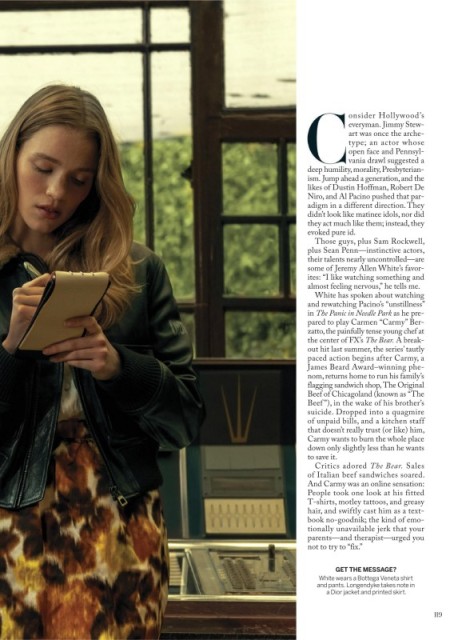 Consider Hollywood's
everyman. Jimmy Stew-
art was once the arche-
type; an actor whose
open face and Pennsyl-
vania drawl suggested a
deep humility, morality, Presbyterian-
ism. Jump ahead a generation, and the
likes of Dustin Hoffman, Robert De
Niro, and Al Pacino pushed that par-
adigm in a different direction. They
didn't look like matinee idols, nor did
they act much like them; instead, they
evoked pure id.
Those guys, plus Sam Rockwell,
plus Sean Penn—instinctive actors,
their talents nearly uncontrolled—are
some of Jeremy Allen White's favor-
ites: "I like watching something and
almost feeling nervous," he tells me.
White has spoken about watching
and rewatching Pacino's "unstillness"
in The Panic in Needle Park as he pre-
pared to play Carmen "Carmy" Ber-
zatto, the painfully tense young chef at
the center of FX's The Bear. A break-
out hit last summer, the series' tautly
paced action begins after Carmy, a
James Beard Award–winning phe-
nom, returns home to run his family's
flagging sandwich shop, The Original
Beef of Chicagoland (known as "The
Beef"), in the wake of his brother's
suicide. Dropped into a quagmire
of unpaid bills, and a kitchen staff
that doesn't really trust (or like) him,
Carmy wants to burn the whole place
down only slightly less than he wants
to save it.
Critics adored The Bear. Sales
of Italian beef sandwiches soared.
And Carmy was an online sensation:
People took one look at his fitted
T-shirts, motley tattoos, and greasy
hair, and swiftly cast him as a text-
book no-goodnik; the kind of emo-
tionally unavailable jerk that your
parents—and therapist—urged you
not to try to "fix."
GET THE MESSAGE?
White wears a Bottega Veneta shirt
and pants. Longendyke takes note in
a Dior jacket and printed skirt.
119